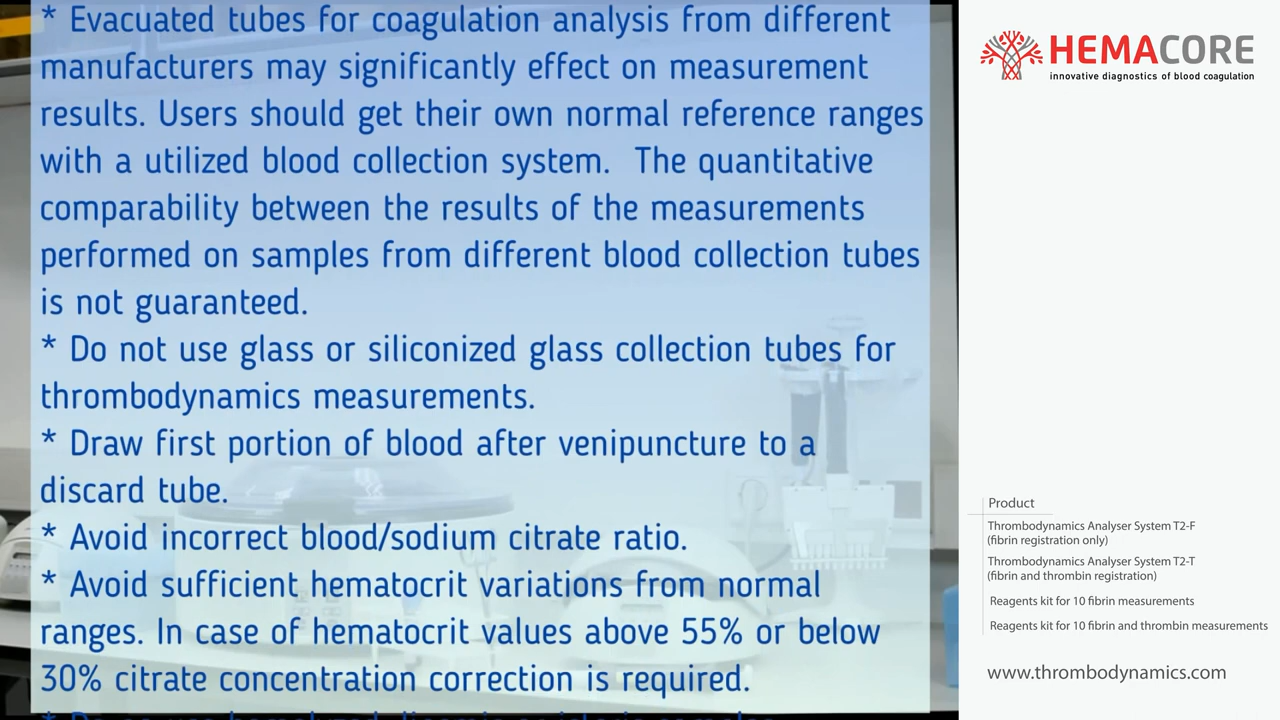 * Evacuated tubes for coagulation analysis from different
manufacturers may significantly effect on measurement
results. Users should get their own normal reference ranges
with a utilized blood collection system.  The quantitative
comparability between the results of the measurements
performed on samples from different blood collection tubes
is not guaranteed.
* Do not use glass or siliconized glass collection tubes for
thrombodynamics measurements.
* Draw first portion of blood after venipuncture to a
discard tube.
* Avoid incorrect blood/sodium citrate ratio.
* Avoid sufficient hematocrit variations from normal
ranges. In case of hematocrit values above 55% or below
30% citrate concentration correction is required.
HEMACORE
innovative diagnostics of blood coagulation
Product
Thrombodynamics Analyser System T2-F
(fibrin registration only)
Thrombodynamics Analyser System T2-T
(fibrin and thrombin registration)
Reagents kit for 10 fibrin measurements
Reagents kit for 10 fibrin and thrombin measurements
www.thrombodynamics.com